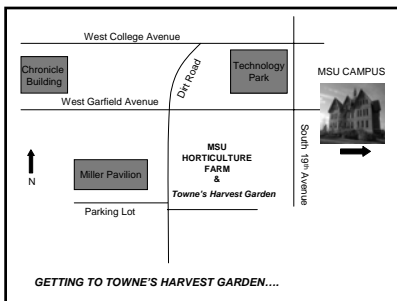 West College Avenue
Chronicle
Building
Dirt Road
Technology
Park
MSU CAMPUS
West Garfield Avenue
South 19th Avenue
N
Miller Pavilion
MSU
HORTICULTURE
FARM
&
Towne's Harvest Garden
Parking Lot
GETTING TO TOWNE'S HARVEST GARDEN....